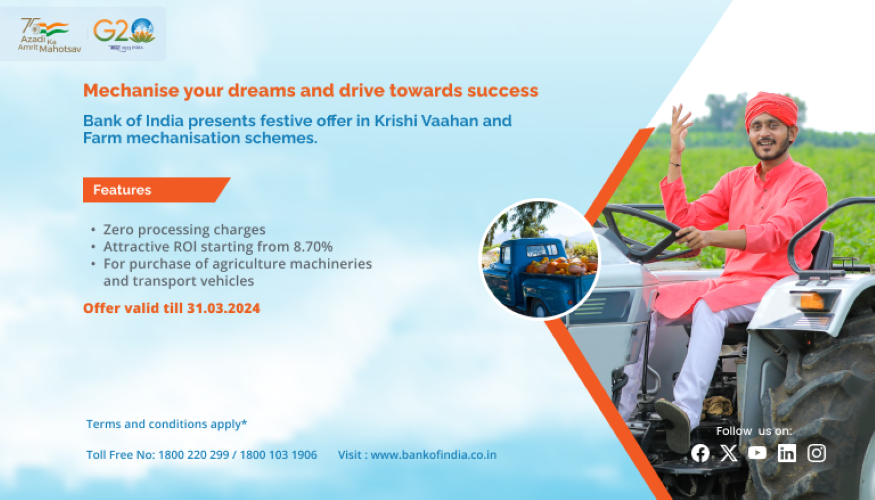 75
Azadi Ka
Amrit Mahotsav
G20
Mechanise your dreams and drive towards success
Bank of India presents festive offer in Krishi Vaahan and
Farm mechanisation schemes.
Features
• Zero processing charges
• Attractive ROI starting from 8.70%
• For purchase of agriculture machineries
and transport vehicles
Offer valid till 31.03.2024
Terms and conditions apply*
Toll Free No: 1800 220 299 / 1800 103 1906 Visit : www.bankofindia.co.in
Follow us on: